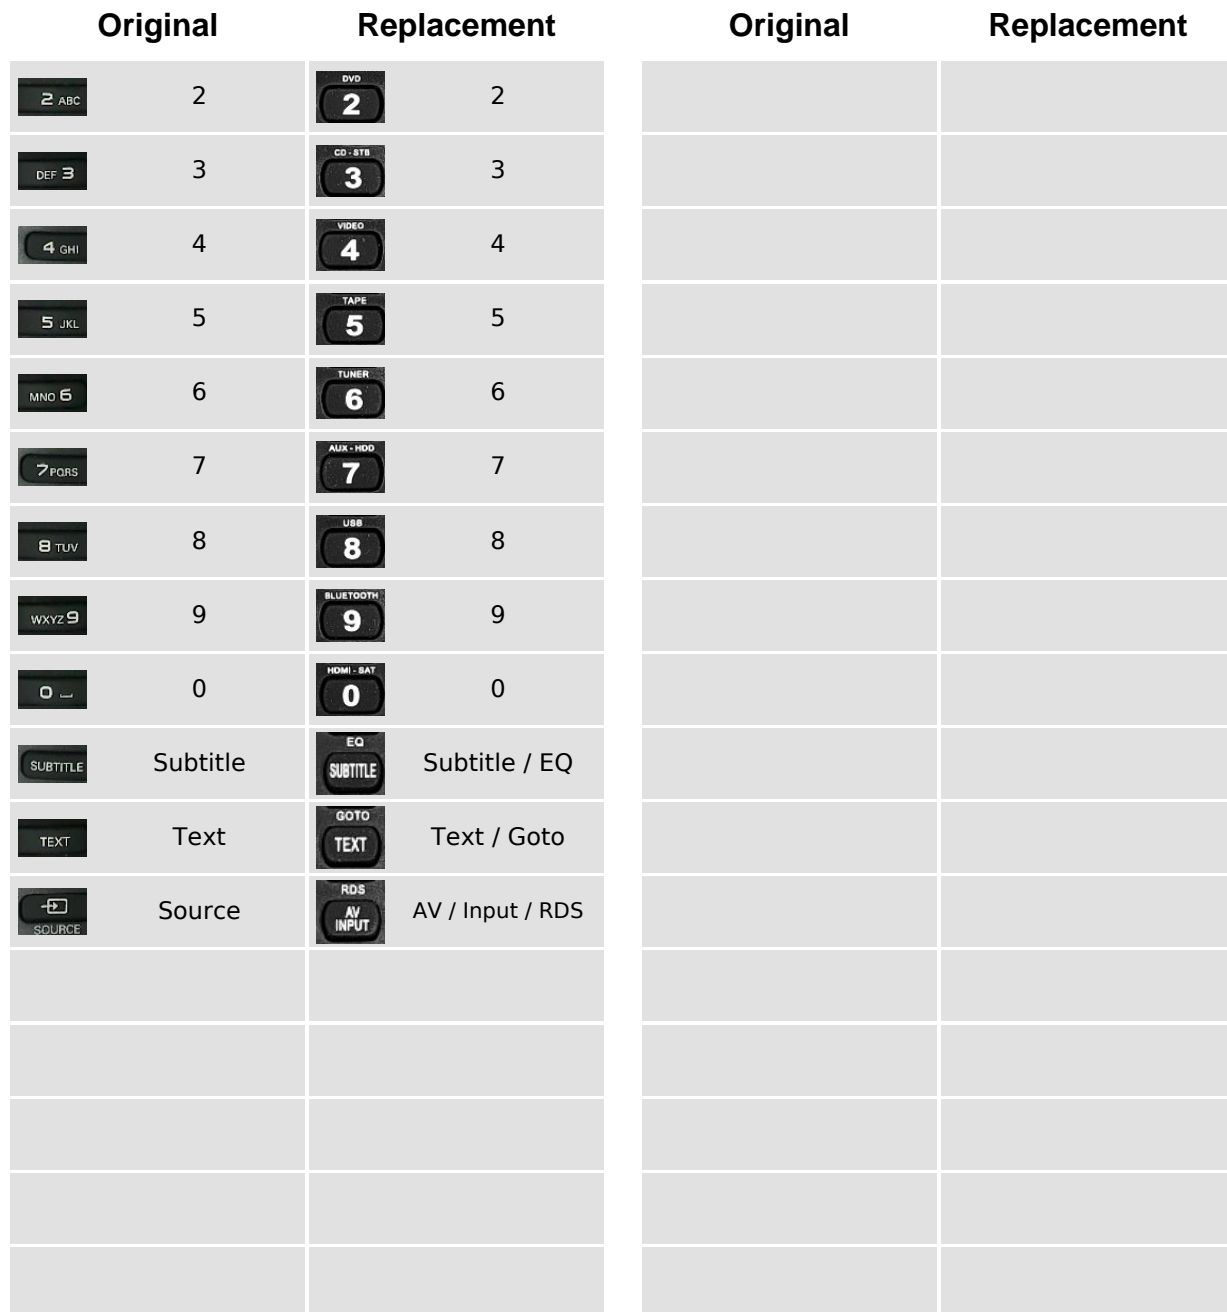 Original Replacement Original Replacement
2 ABC 2 DVD 2 2
DEF 3 3 CD - STB 3 3
4 GHI 4 VIDEO 4 4
5 JKL 5 TAPE 5 5
MNO 6 6 TUNER 6 6
7 PQRS 7 AUX - HDD 7 7
8 TUV 8 USB 8 8
WXYZ 9 9 BLUETOOTH 9 9
0 ⎵ 0 HDMI - SAT 0 0
SUBTITLE Subtitle EQ SUBTITLE Subtitle / EQ
TEXT Text GOTO TEXT Text / Goto
SOURCE Source RDS AV INPUT AV / Input / RDS